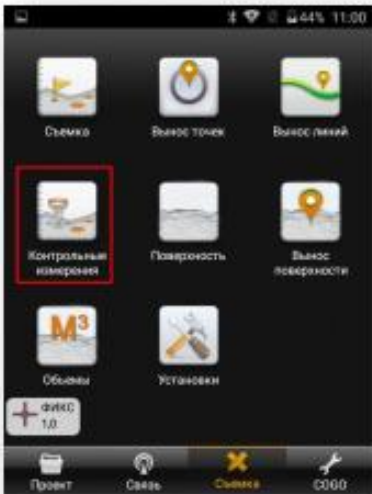 44% 11:00
Съемка
Вынос точек
Вынос линий
Контрольные
измерения
Поверхность
Вынос
поверхности
М³
Объемы
Установки
ФИКС
1,0
Проект
Связь
Съемка
COGO